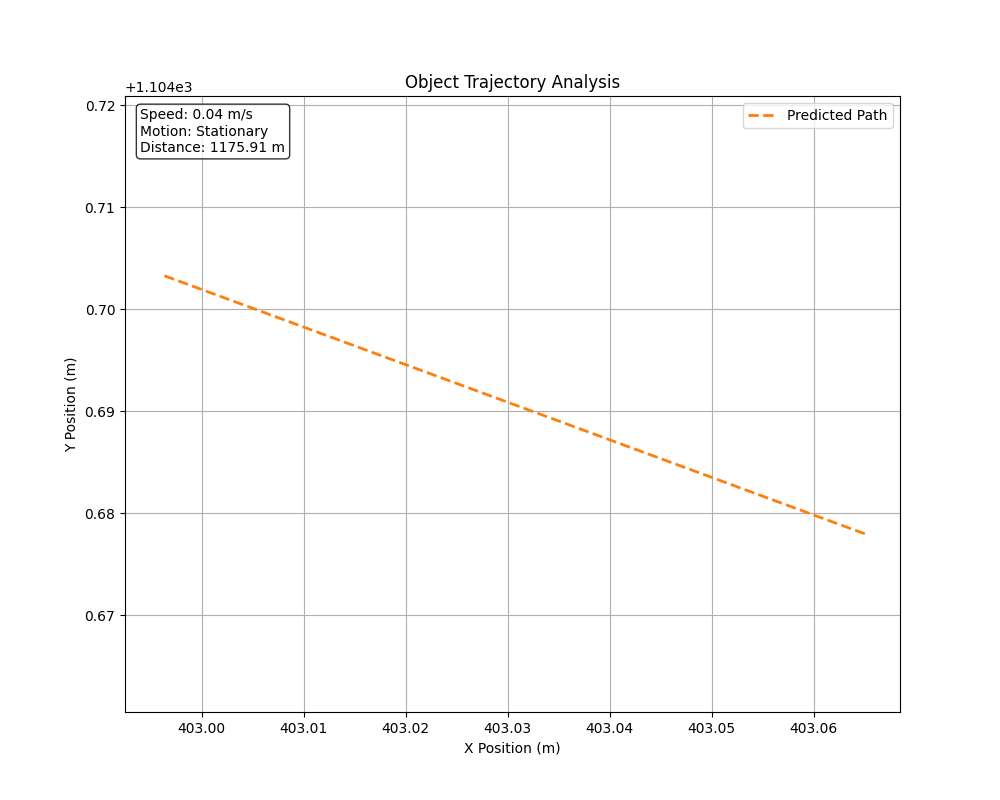 Object Trajectory Analysis
+1.104e3
Speed: 0.04 m/s
Motion: Stationary
Distance: 1175.91 m
Predicted Path
0.72
0.71
0.70
0.69
0.68
0.67
Y Position (m)
403.00 403.01 403.02 403.03 403.04 403.05 403.06
X Position (m)